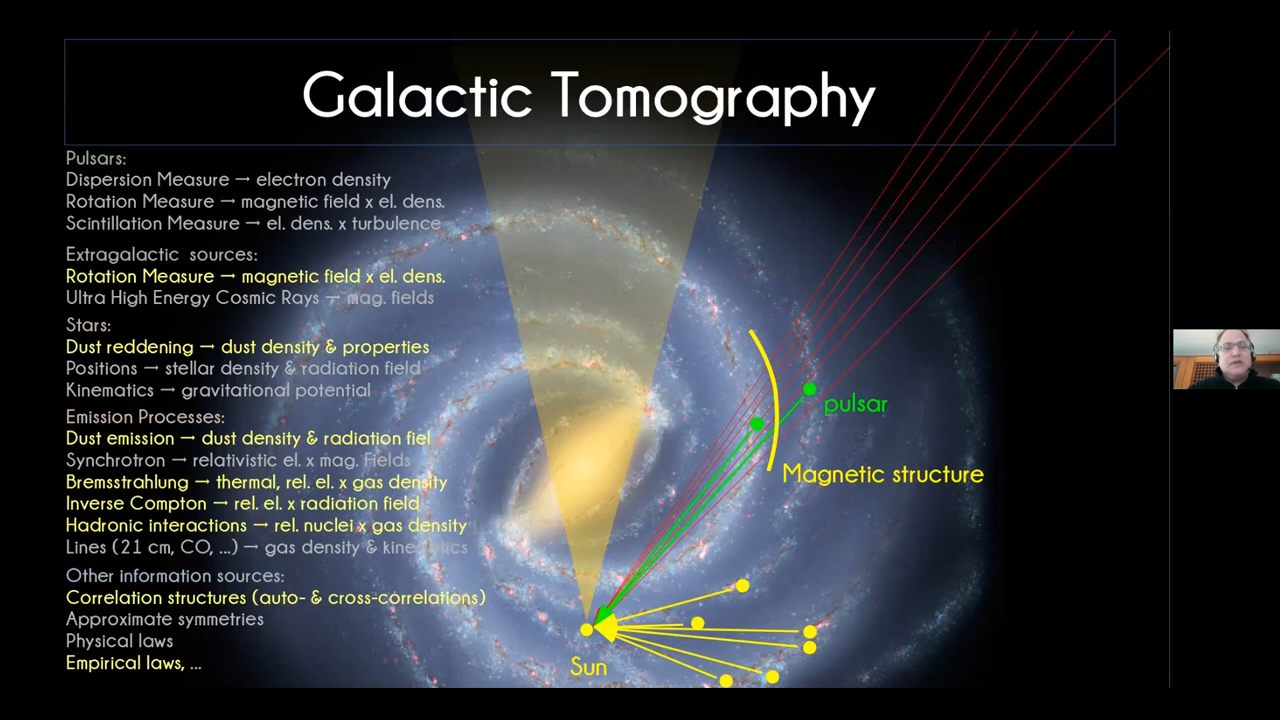 Galactic Tomography
Pulsars:
Dispersion Measure → electron density
Rotation Measure → magnetic field x el. dens.
Scintillation Measure → el. dens. x turbulence
Extragalactic sources:
Rotation Measure → magnetic field x el. dens.
Ultra High Energy Cosmic Rays → mag. fields
Stars:
Dust reddening → dust density & properties
Positions → stellar density & radiation field
Kinematics → gravitational potential
Emission Processes:
Dust emission → dust density & radiation fiel
Synchrotron → relativistic el. x mag. Fields
Bremsstrahlung → thermal, rel. el. x gas density
Inverse Compton → rel. el. x radiation field
Hadronic interactions → rel. nuclei x gas density
Lines (21 cm, CO, ...) → gas density & kinematics
Other information sources:
Correlation structures (auto- & cross-correlations)
Approximate symmetries
Physical laws
Empirical laws, ...
pulsar
Magnetic structure
Sun